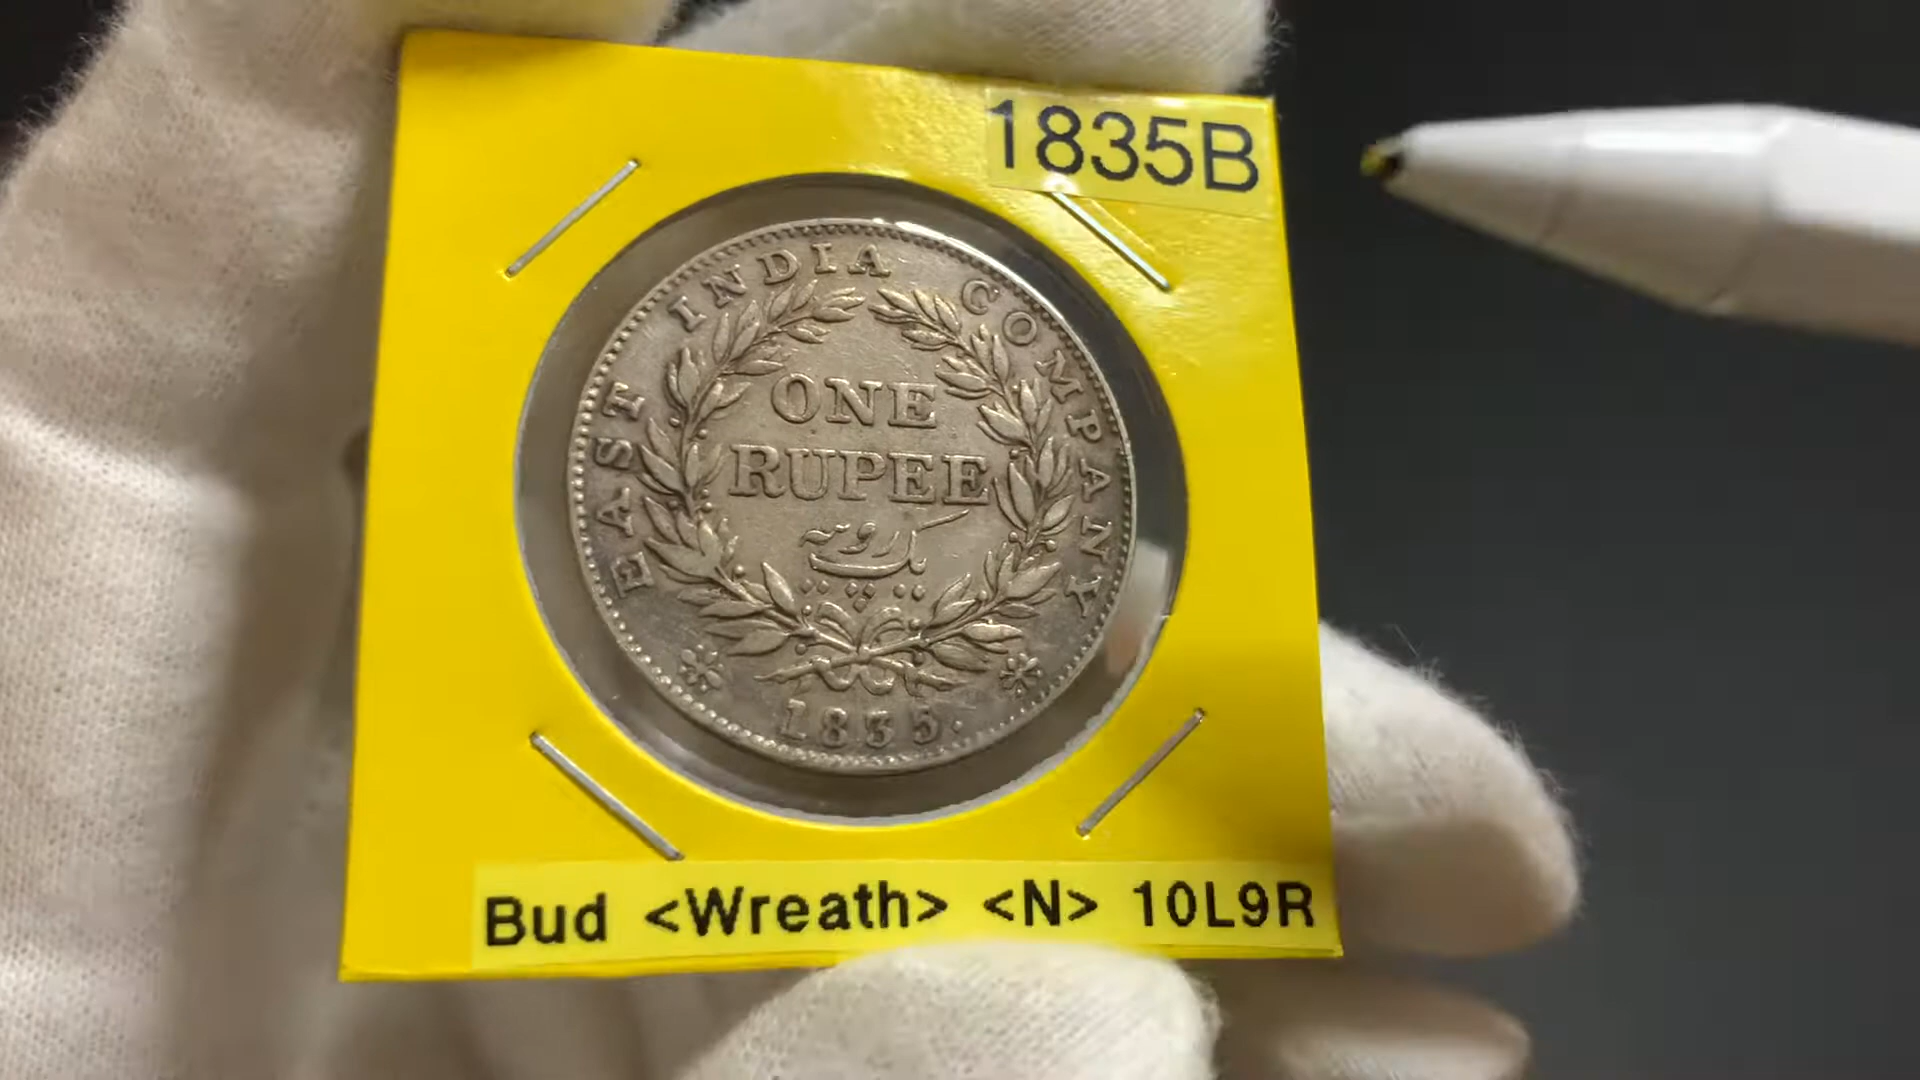 1835B
EAST INDIA COMPANY
ONE
RUPEE
یک روپیہ
1835.
Bud <Wreath> <N> 10L9R